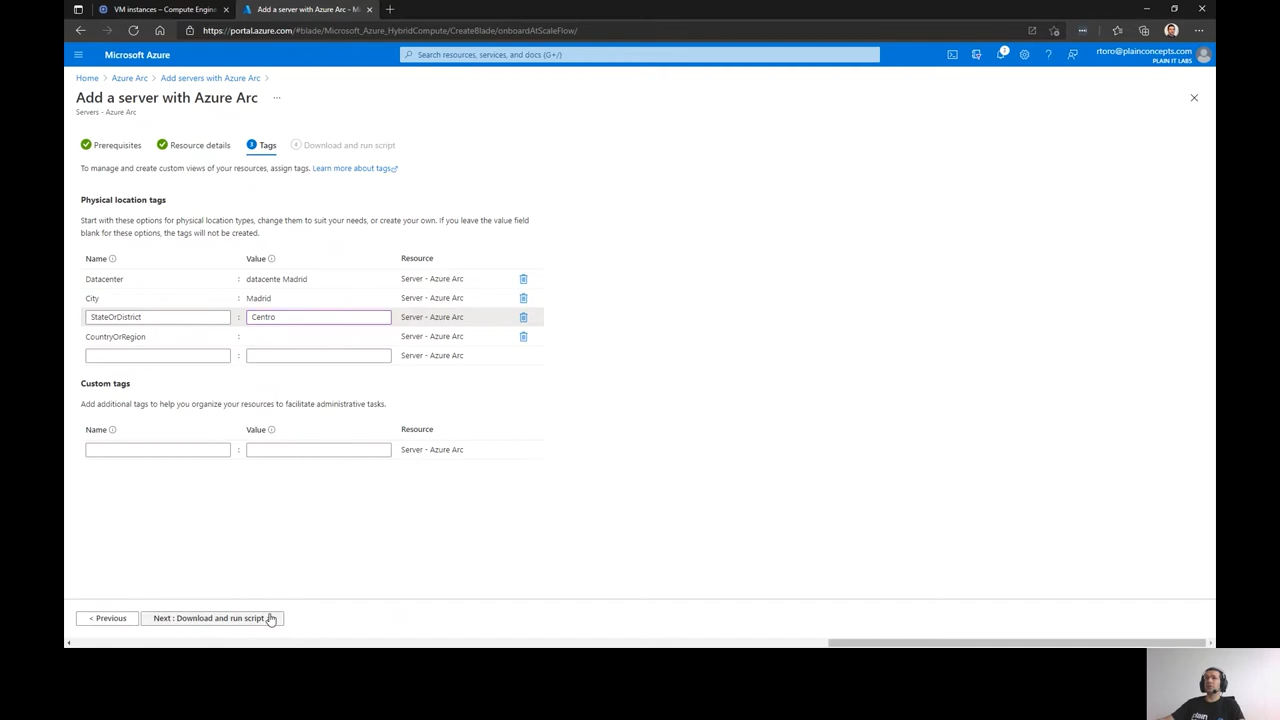 VM instances – Compute Engin
Add a server with Azure Arc - Mi
https://portal.azure.com/#blade/Microsoft_Azure_HybridCompute/CreateBlade/onboardAtScaleFlow/
Microsoft Azure
Search resources, services, and docs (G+/)
1
rtoro@plainconcepts.com
PLAIN IT LABS
Home > Azure Arc > Add servers with Azure Arc >
Add a server with Azure Arc ...
Servers - Azure Arc
Prerequisites
Resource details
3 Tags
4 Download and run script
To manage and create custom views of your resources, assign tags. Learn more about tags
Physical location tags
Start with these options for physical location types, change them to suit your needs, or create your own. If you leave the value field
blank for these options, the tags will not be created.
Name Value Resource
Datacenter : datacente Madrid Server - Azure Arc
City : Madrid Server - Azure Arc
StateOrDistrict : Centro Server - Azure Arc
CountryOrRegion : Server - Azure Arc
: Server - Azure Arc
Custom tags
Add additional tags to help you organize your resources to facilitate administrative tasks.
Name Value Resource
: Server - Azure Arc
< Previous
Next : Download and run script
plain